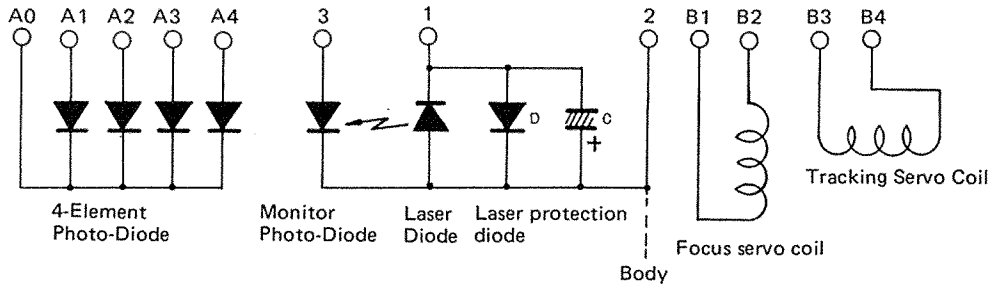 A0 A1 A2 A3 A4 3 1 2 B1 B2 B3 B4
D C
+
Tracking Servo Coil
4-Element
Photo-Diode
Monitor
Photo-Diode
Laser
Diode
Laser protection
diode
Focus servo coil
Body